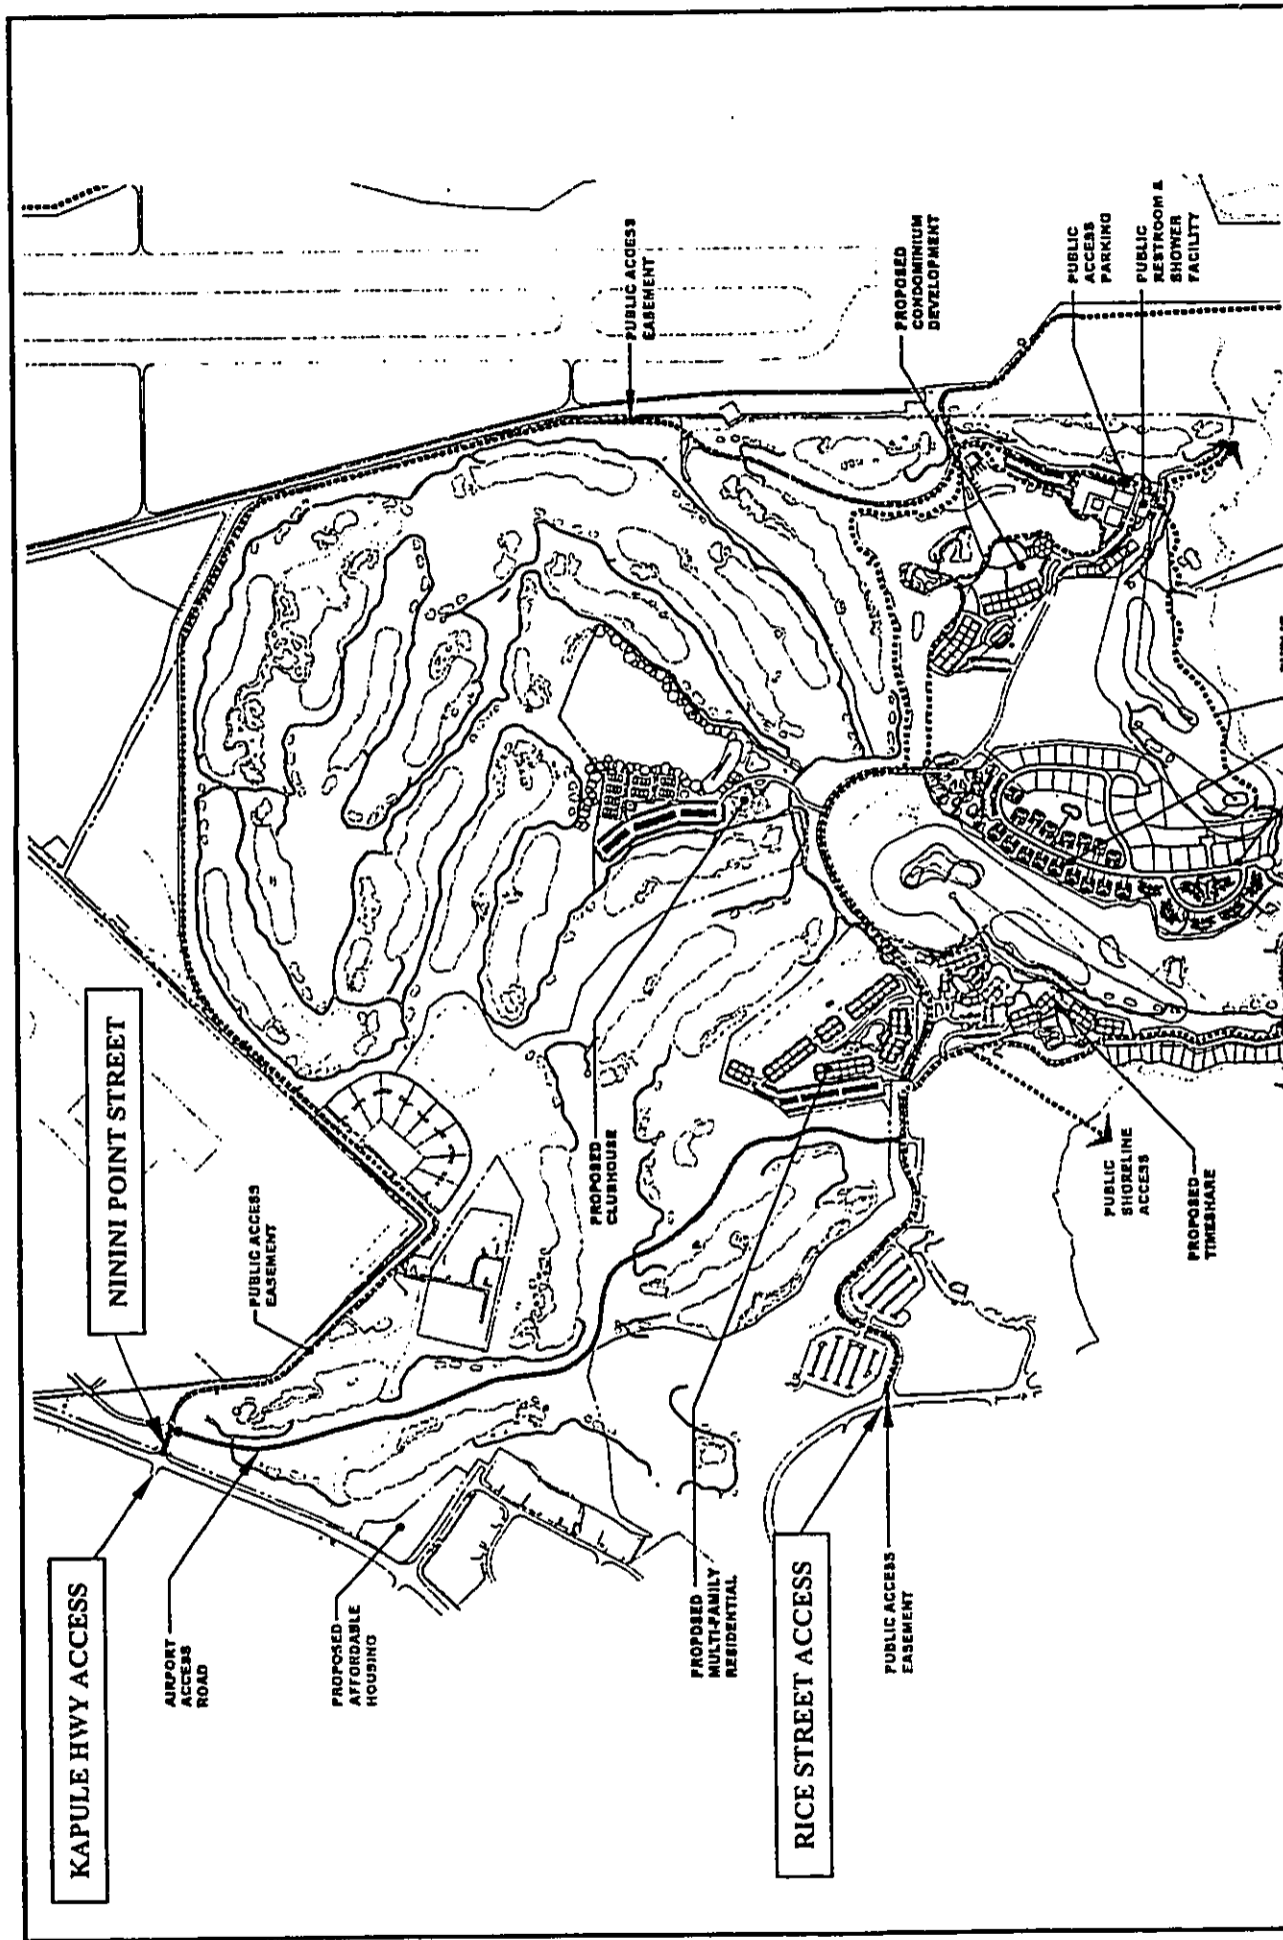 KAPULE HWY ACCESS
NININI POINT STREET
AIRPORT
ACCESS
ROAD
PUBLIC ACCESS
EASEMENT
PROPOSED
AFFORDABLE
HOUSING
PROPOSED
CLUBHOUSE
PUBLIC ACCESS
EASEMENT
PROPOSED
MULTI-FAMILY
RESIDENTIAL
RICE STREET ACCESS
PUBLIC ACCESS
EASEMENT
PROPOSED
CONDOMINIUM
DEVELOPMENT
PUBLIC
ACCESS
PARKING
PUBLIC
RESTROOM &
SHOWER
FACILITY
PUBLIC
SHORELINE
ACCESS
PROPOSED
TIMESHARE